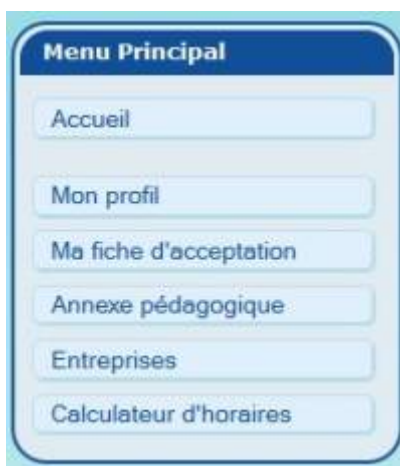 Menu Principal
Accueil
Mon profil
Ma fiche d'acceptation
Annexe pédagogique
Entreprises
Calculateur d'horaires